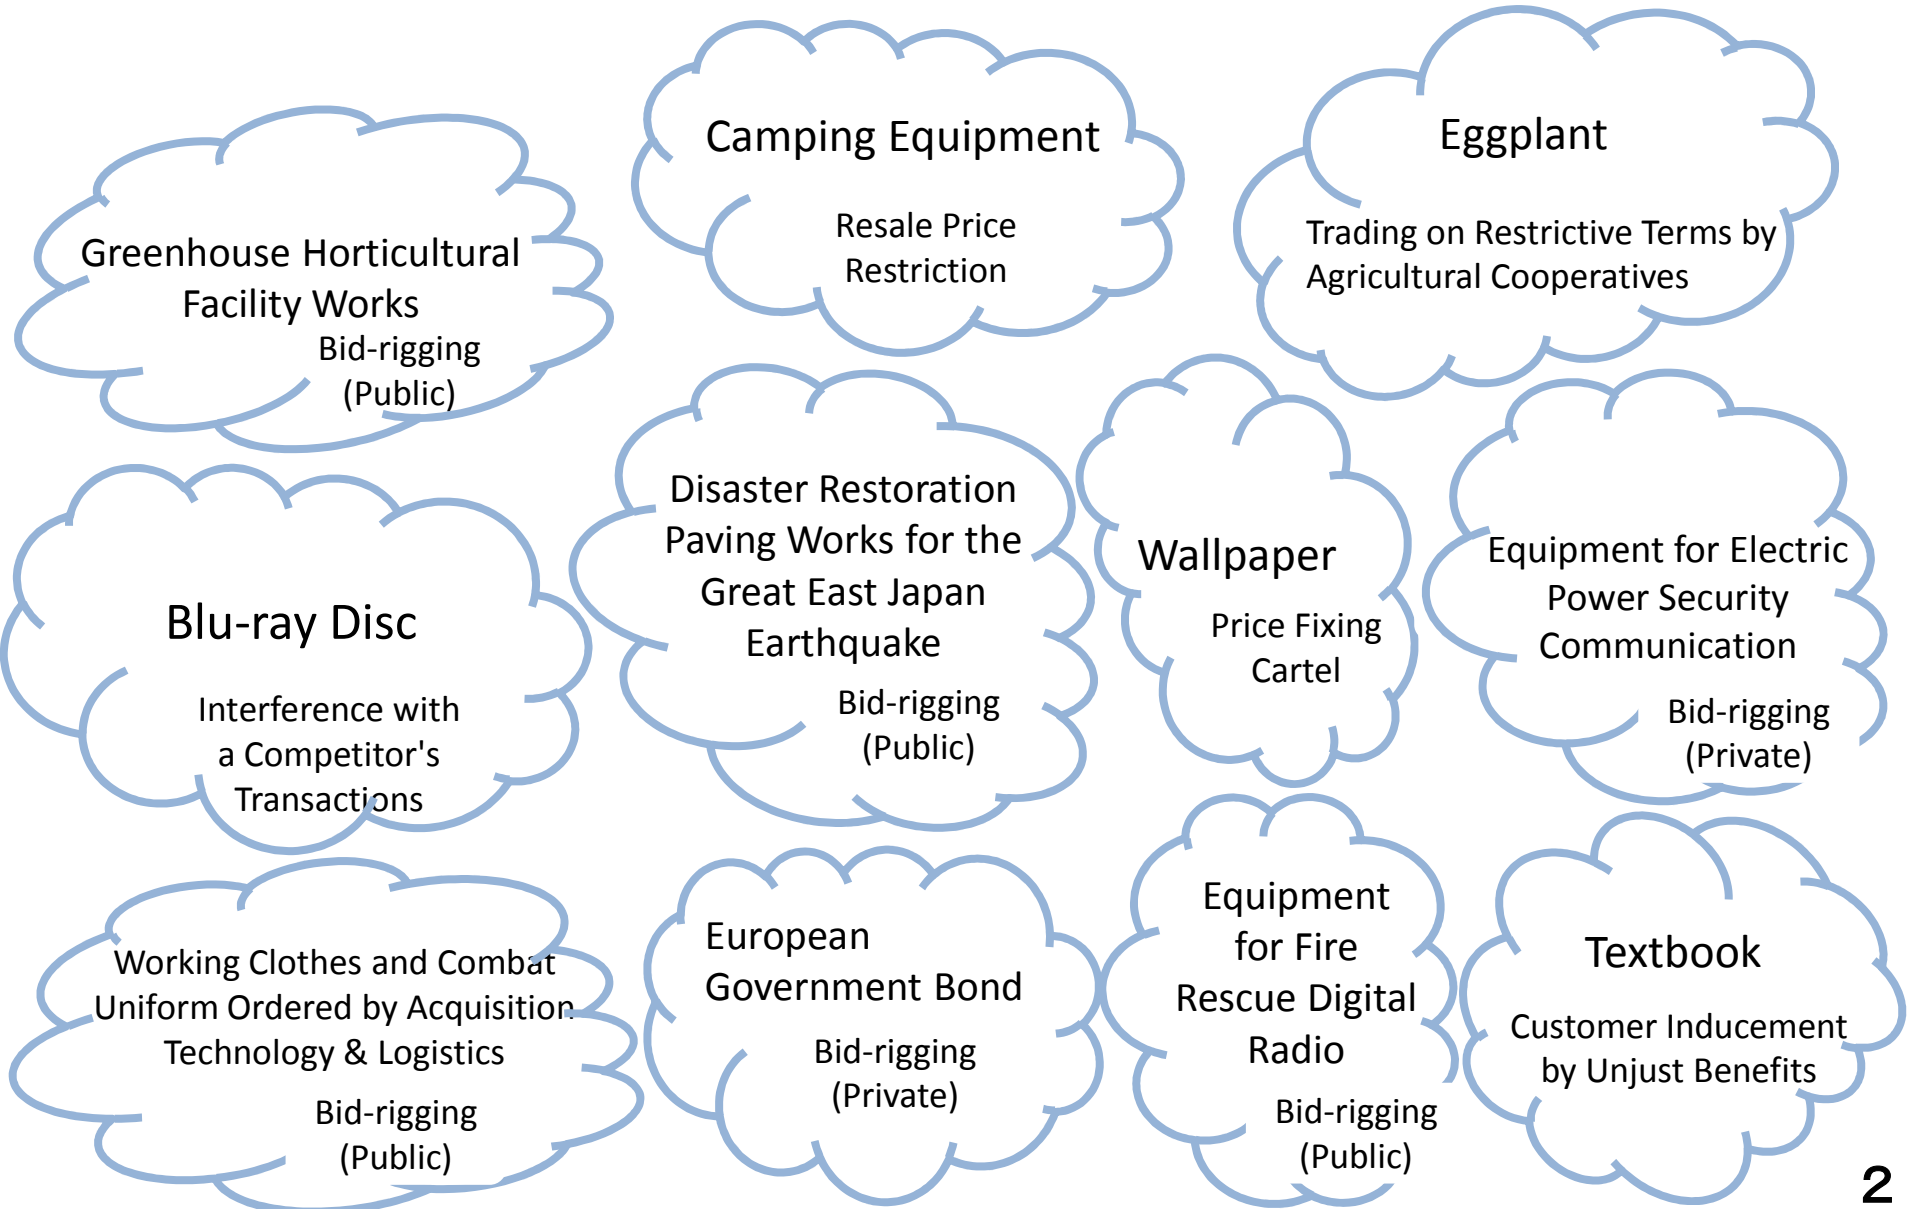 Camping Equipment
Resale Price
Restriction
Eggplant
Trading on Restrictive Terms by
Agricultural Cooperatives
Greenhouse Horticultural
Facility Works
Bid-rigging
(Public)
Disaster Restoration
Paving Works for the
Great East Japan
Earthquake
Bid-rigging
(Public)
Wallpaper
Price Fixing
Cartel
Equipment for Electric
Power Security
Communication
Bid-rigging
(Private)
Blu-ray Disc
Interference with
a Competitor's
Transactions
Working Clothes and Combat
Uniform Ordered by Acquisition
Technology & Logistics
Bid-rigging
(Public)
European
Government Bond
Bid-rigging
(Private)
Equipment
for Fire
Rescue Digital
Radio
Bid-rigging
(Public)
Textbook
Customer Inducement
by Unjust Benefits
2